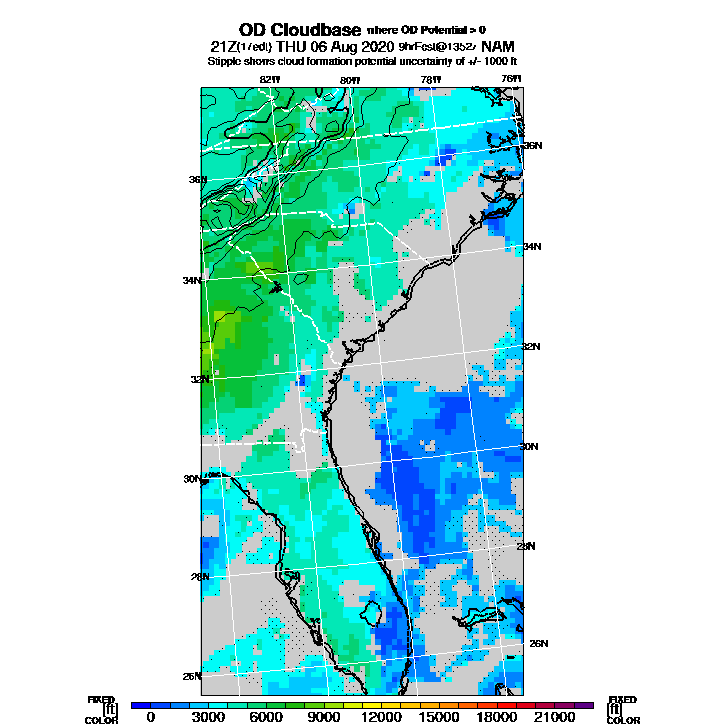 OD Cloudbase where OD Potential > 0
21Z(17edt) THU 06 Aug 2020 9hrFcst@1352z NAM
Stipple shows cloud formation potential uncertainty of +/- 1000 ft
82W 80W 78W 76W
36N
36N
34N
34N
32N
32N
30N
30N
28N
28N
26N
26N
FIXED FIXED
[ft] 0 3000 6000 9000 12000 15000 18000 21000 [ft]
COLOR COLOR